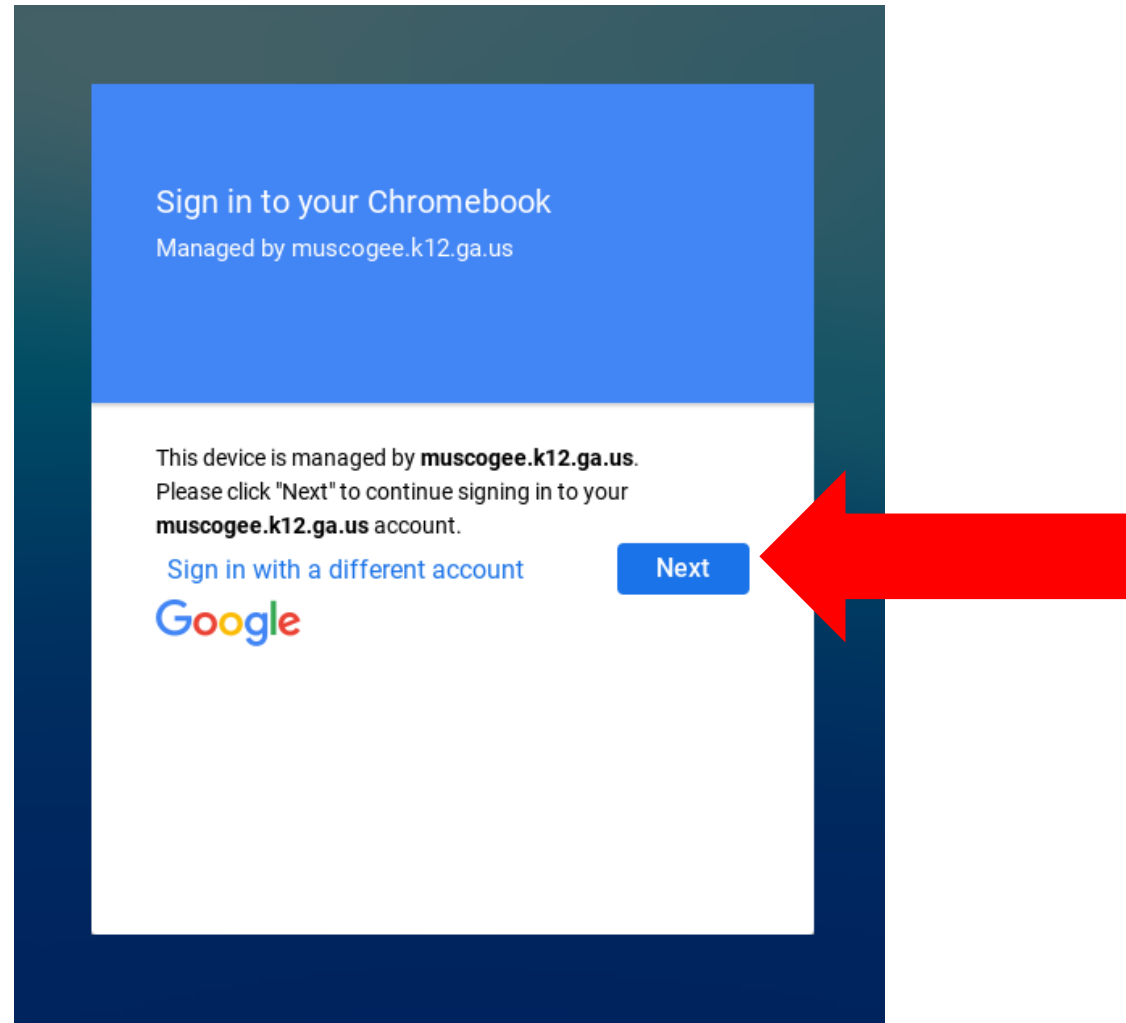 Sign in to your Chromebook
Managed by muscogee.k12.ga.us
This device is managed by muscogee.k12.ga.us.
Please click "Next" to continue signing in to your
muscogee.k12.ga.us account.
Sign in with a different account
Next
Google